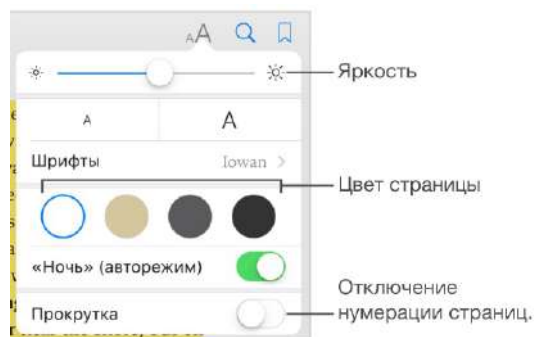 AA
Яркость
A A
Шрифты Iowan >
Цвет страницы
«Ночь» (авторежим)
Отключение
Прокрутка нумерации страниц.